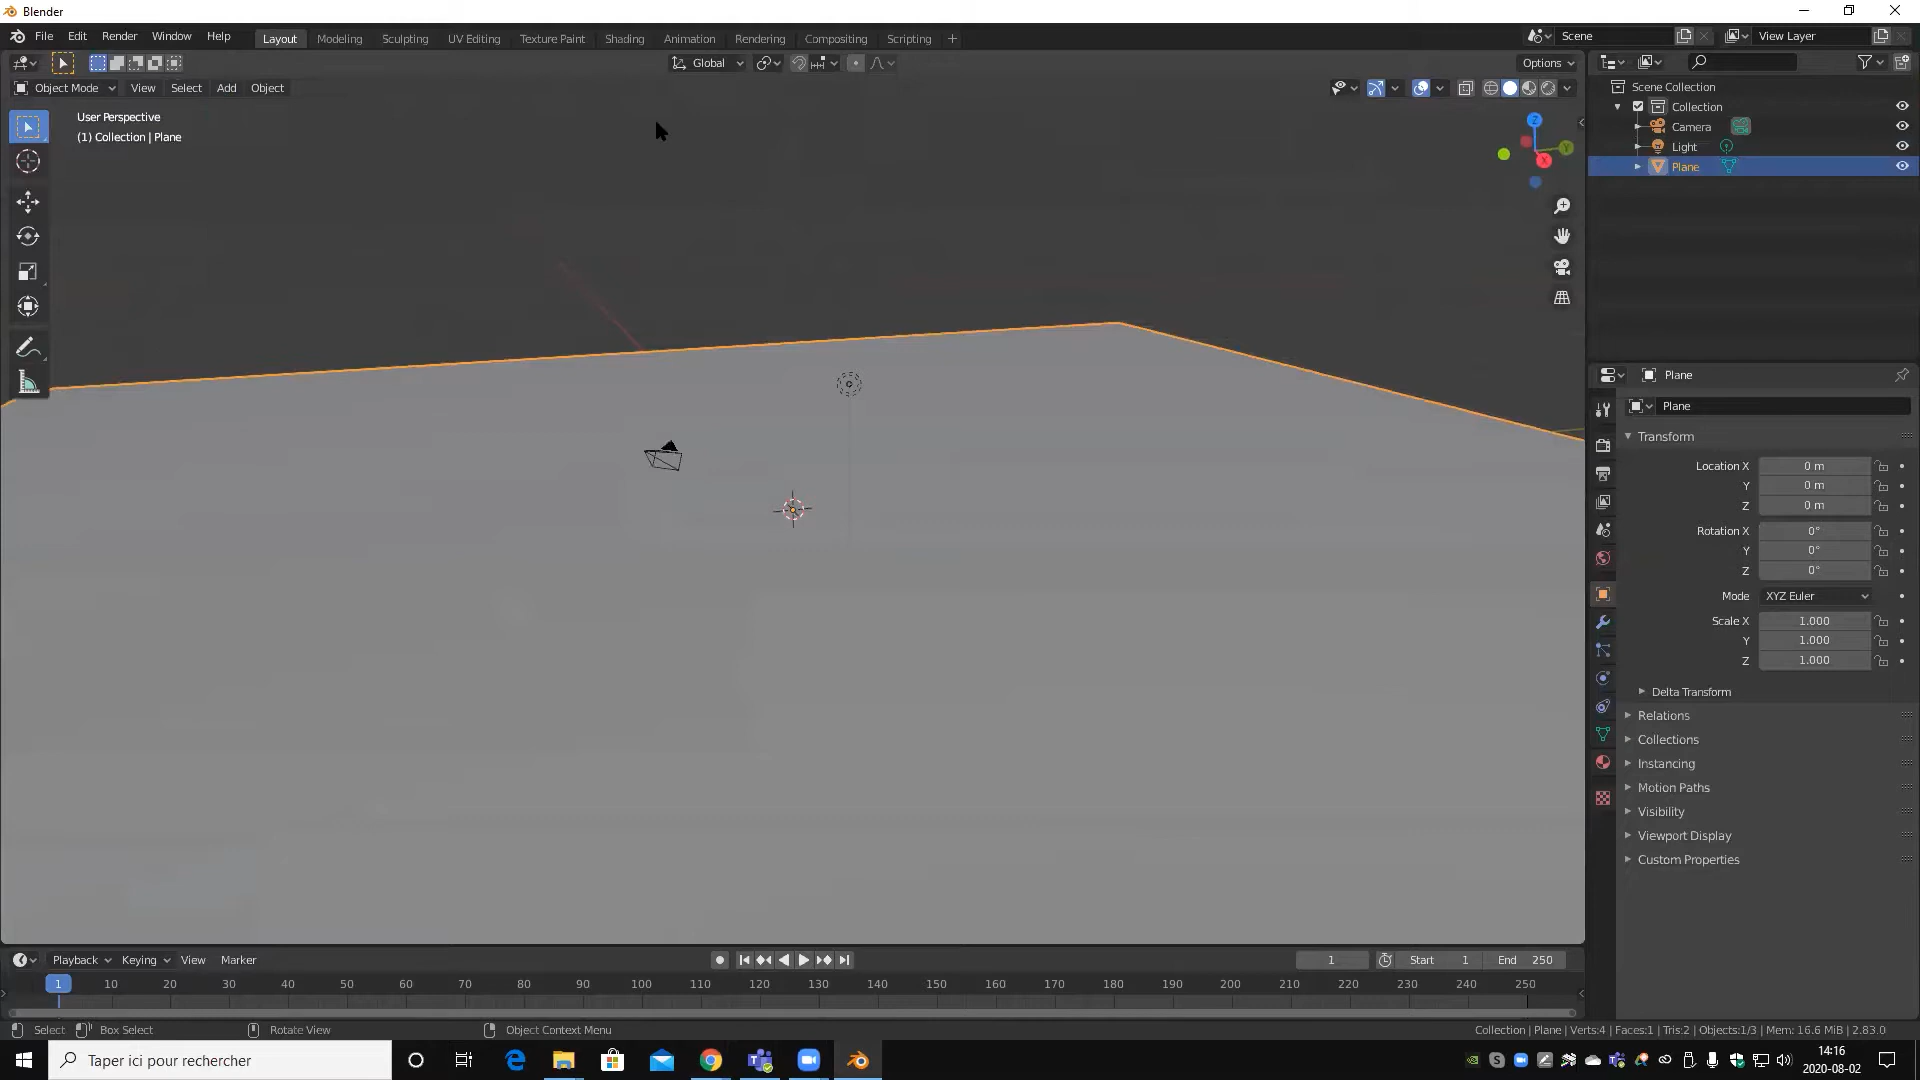 Blender
File Edit Render Window Help
Layout Modeling Sculpting UV Editing Texture Paint Shading Animation Rendering Compositing Scripting +
Scene
View Layer
Global
Options
Object Mode View Select Add Object
User Perspective
(1) Collection | Plane
Z
Y
X
Scene Collection
Collection
Camera
Light
Plane
Plane
Plane
Transform
Location X 0 m
Y 0 m
Z 0 m
Rotation X 0°
Y 0°
Z 0°
Mode XYZ Euler
Scale X 1.000
Y 1.000
Z 1.000
Delta Transform
Relations
Collections
Instancing
Motion Paths
Visibility
Viewport Display
Custom Properties
Playback Keying View Marker
1 Start 1 End 250
1 10 20 30 40 50 60 70 80 90 100 110 120 130 140 150 160 170 180 190 200 210 220 230 240 250
Select Box Select Rotate View Object Context Menu
Collection | Plane | Verts:4 | Faces:1 | Tris:2 | Objects:1/3 | Mem: 16.6 MiB | 2.83.0
Taper ici pour rechercher
14:16
2020-08-02